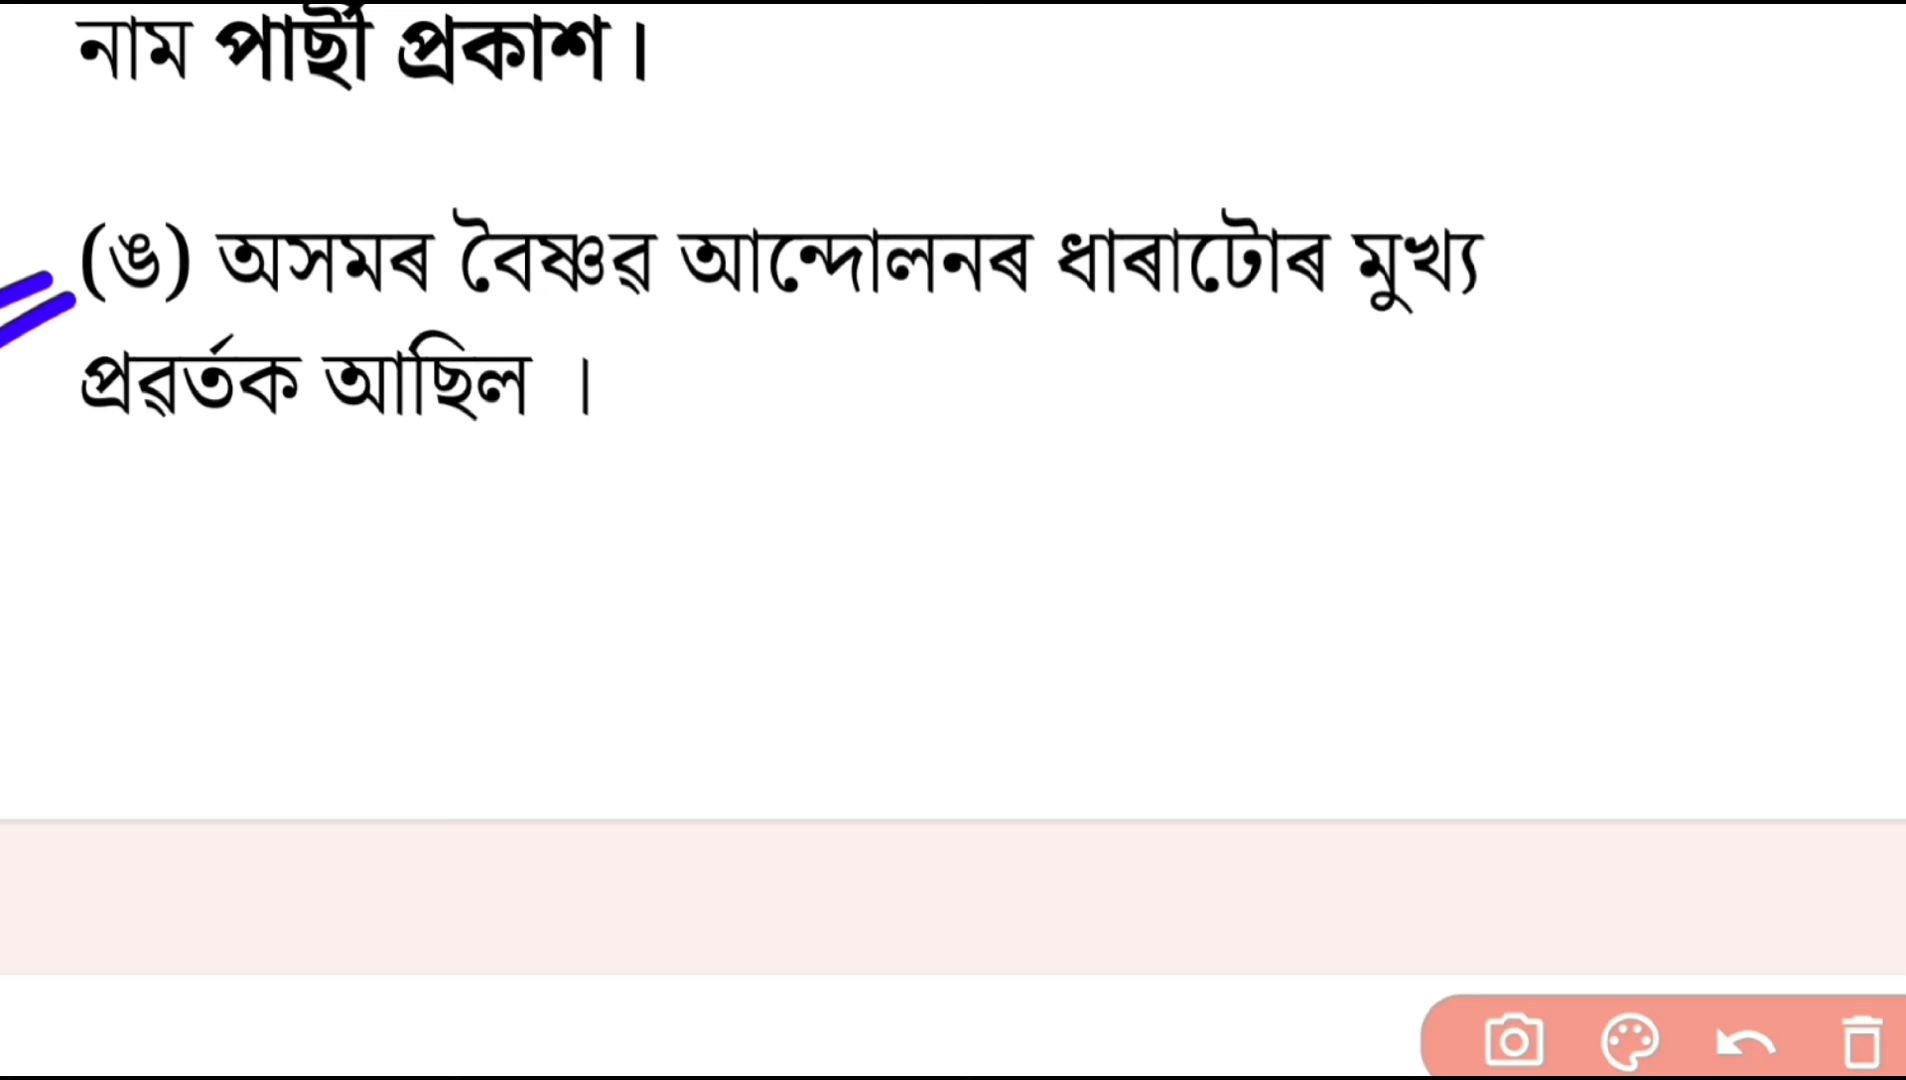 নাম পাৰ্ছী প্ৰকাশ।
(ঙ) অসমৰ বৈষ্ণৱ আন্দোলনৰ ধাৰাটোৰ মুখ্য
প্ৰৱৰ্তক আছিল ।